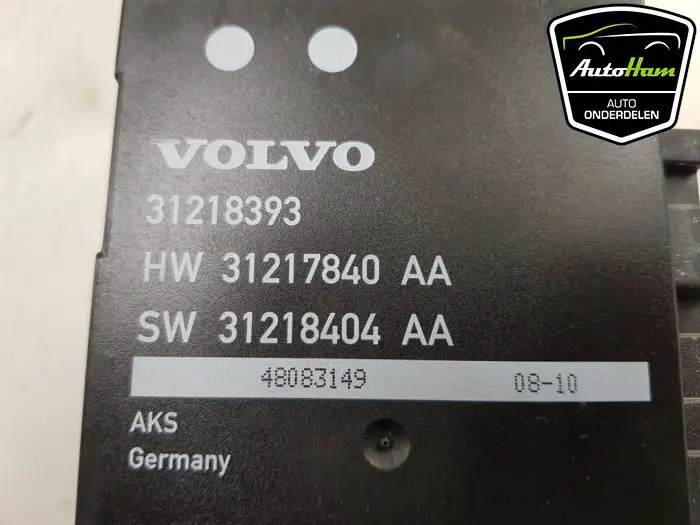 VOLVO
31218393
HW 31217840 AA
SW 31218404 AA
48083149 08-10
AKS
Germany
AutoHam
AUTO
ONDERDELEN